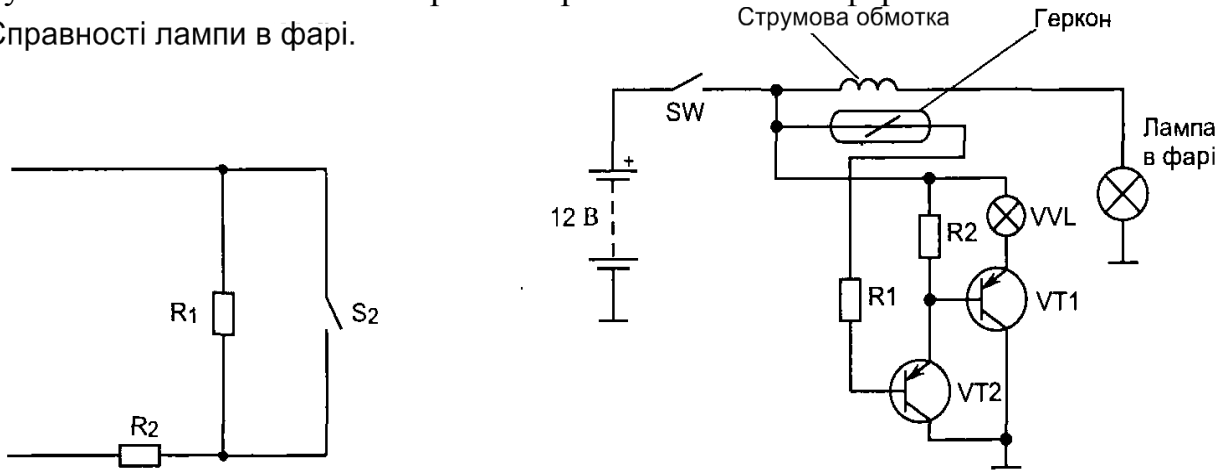 Справності лампи в фарі.
Струмова обмотка
Геркон
SW
Лампа
в фарі
+
12 В
VVL
R2
R1
VT1
VT2
R1
S2
R2